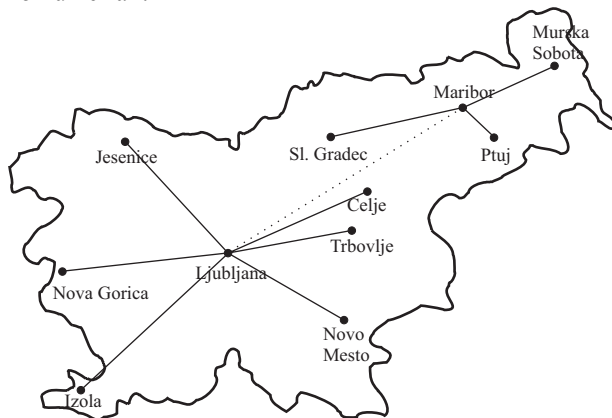 Murska
Sobota
Maribor
Jesenice
Sl. Gradec
Ptuj
Celje
Trbovlje
Ljubljana
Nova Gorica
Novo
Mesto
Izola